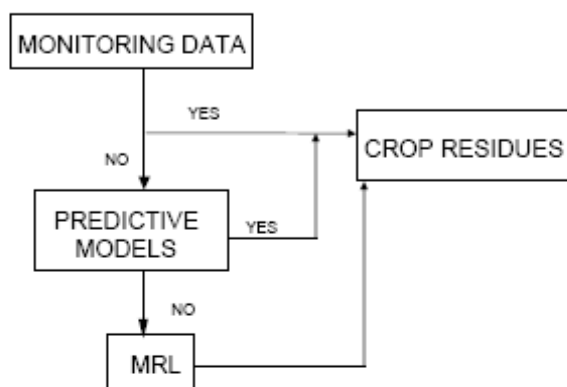 MONITORING DATA
YES
CROP RESIDUES
NO
PREDICTIVE
MODELS
YES
NO
MRL